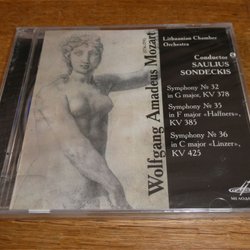 Lithuanian Chamber
Orchestra
Conductor
SAULIUS
SONDECKIS
Symphony № 32
in G major, KV 378
Symphony № 35
in F major «Haffner»,
KV 385
Symphony № 36
in C major «Linzer»,
KV 425
Wolfgang Amadeus Mozart